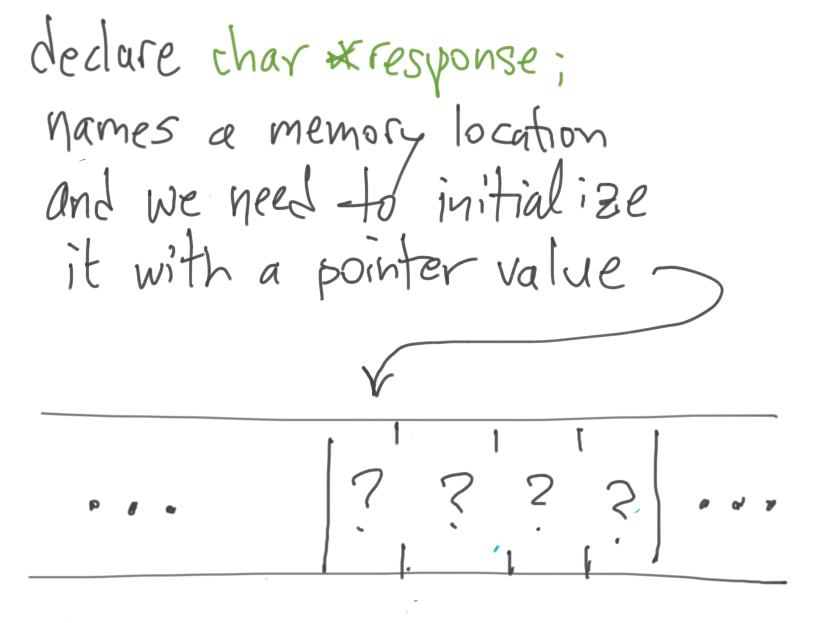 declare char *response;
names a memory location
and we need to initialize
it with a pointer value
... ? ? ? ? ...